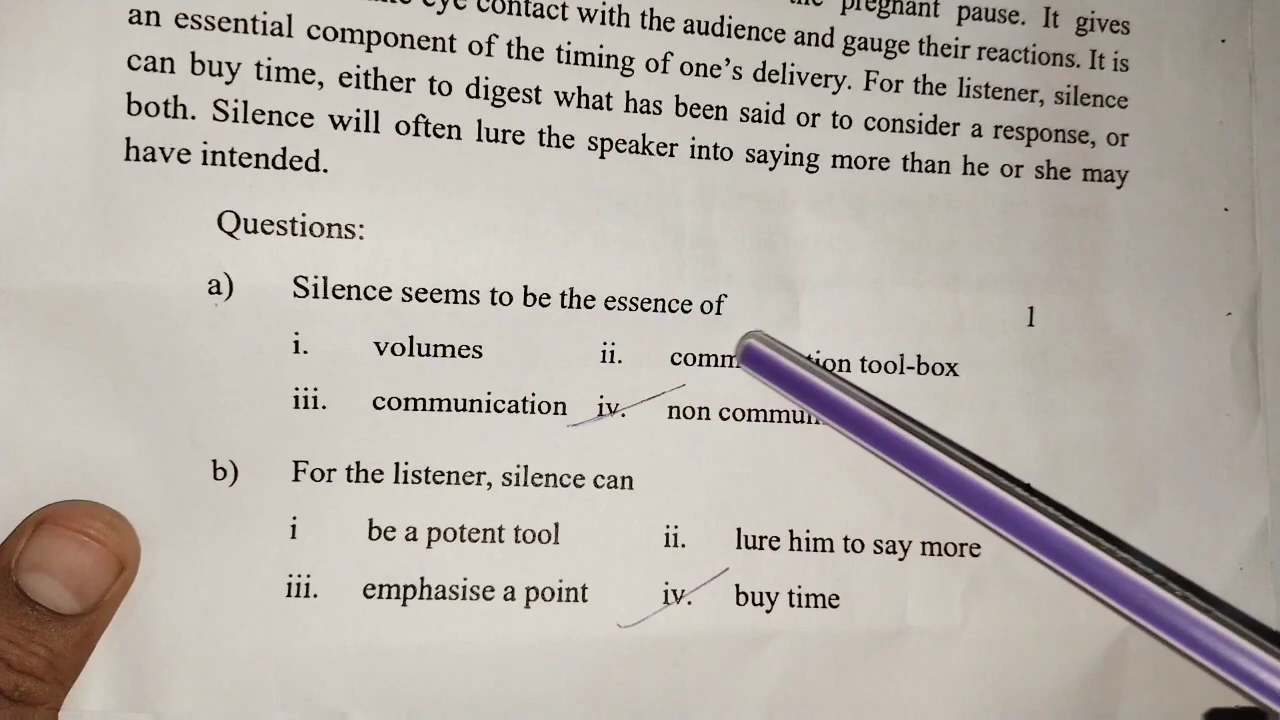 pregnant pause. It gives
contact with the audience and gauge their reactions. It is
an essential component of the timing of one's delivery. For the listener, silence
can buy time, either to digest what has been said or to consider a response, or
both. Silence will often lure the speaker into saying more than he or she may
have intended.
Questions:
a) Silence seems to be the essence of 1
i. volumes ii. tool-box
iii. communication iv. non
b) For the listener, silence can
i be a potent tool ii. lure him to say more
iii. emphasise a point iv. buy time